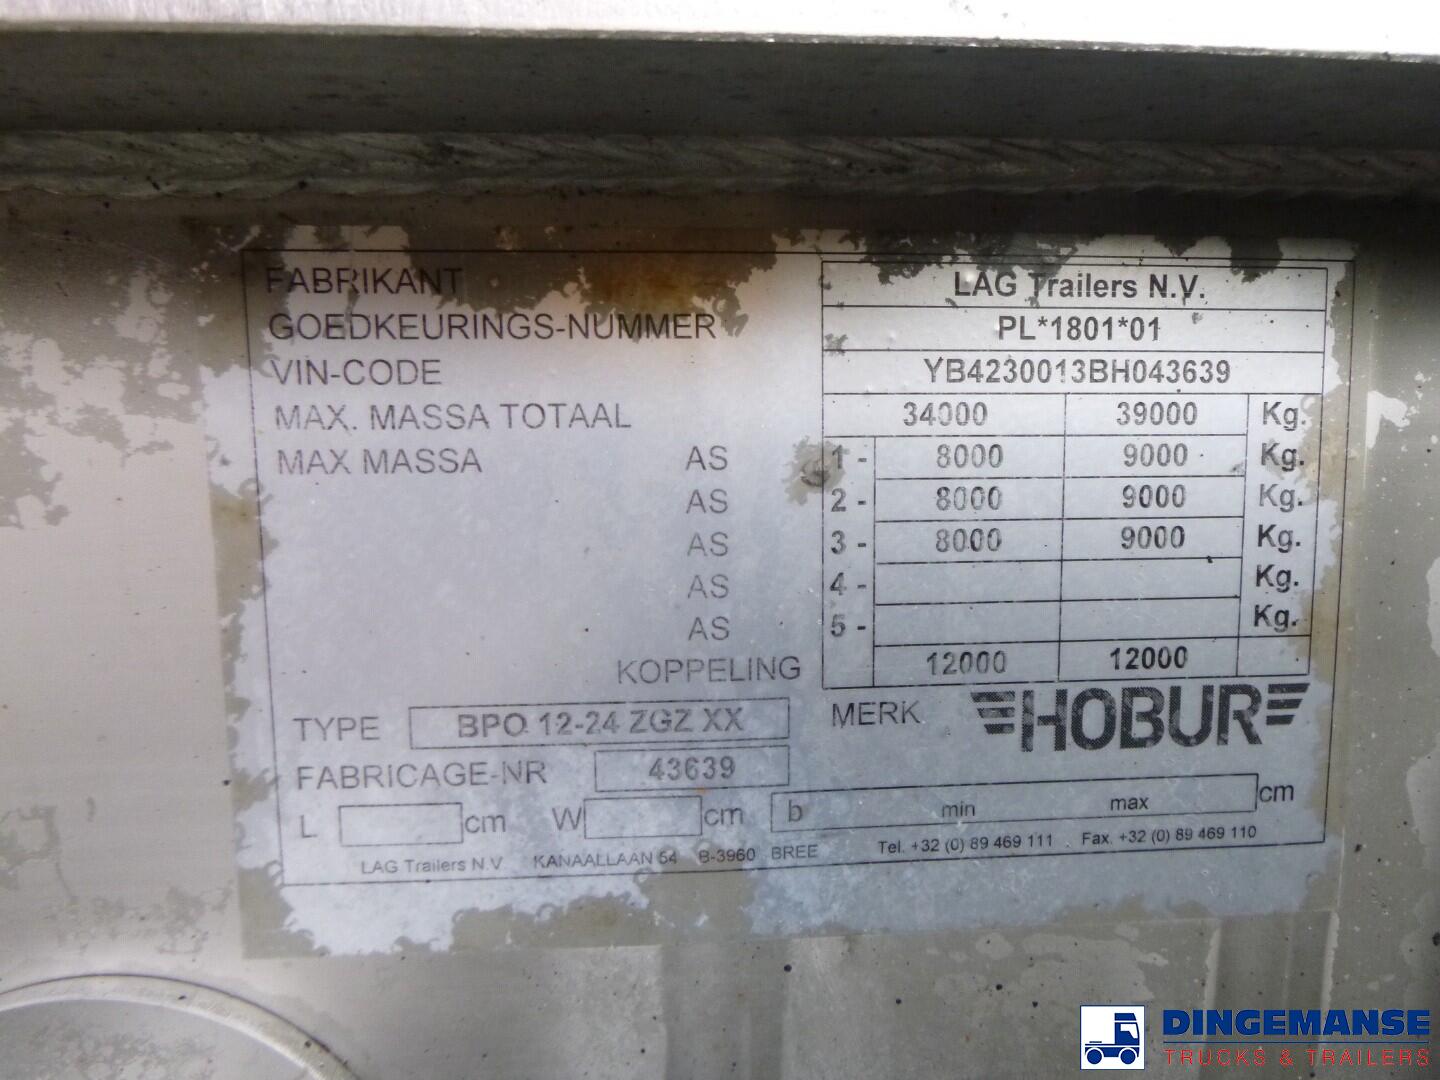 FABRIKANT LAG Trailers N.V.
GOEDKEURINGS-NUMMER PL*1801*01
VIN-CODE YB4230013BH043639
MAX. MASSA TOTAAL 34000 39000 Kg.
MAX MASSA AS 1 - 8000 9000 Kg.
AS 2 - 8000 9000 Kg.
AS 3 - 8000 9000 Kg.
AS 4 - Kg.
AS 5 - Kg.
KOPPELING 12000 12000
TYPE BPO 12-24 ZGZ XX MERK HOBUR
FABRICAGE-NR 43639
L cm W cm b min max cm
LAG Trailers N.V. KANAALLAAN 54 B-3960 BREE Tel. +32 (0) 89 469 111 Fax. +32 (0) 89 469 110
DINGEMANSE
TRUCKS & TRAILERS